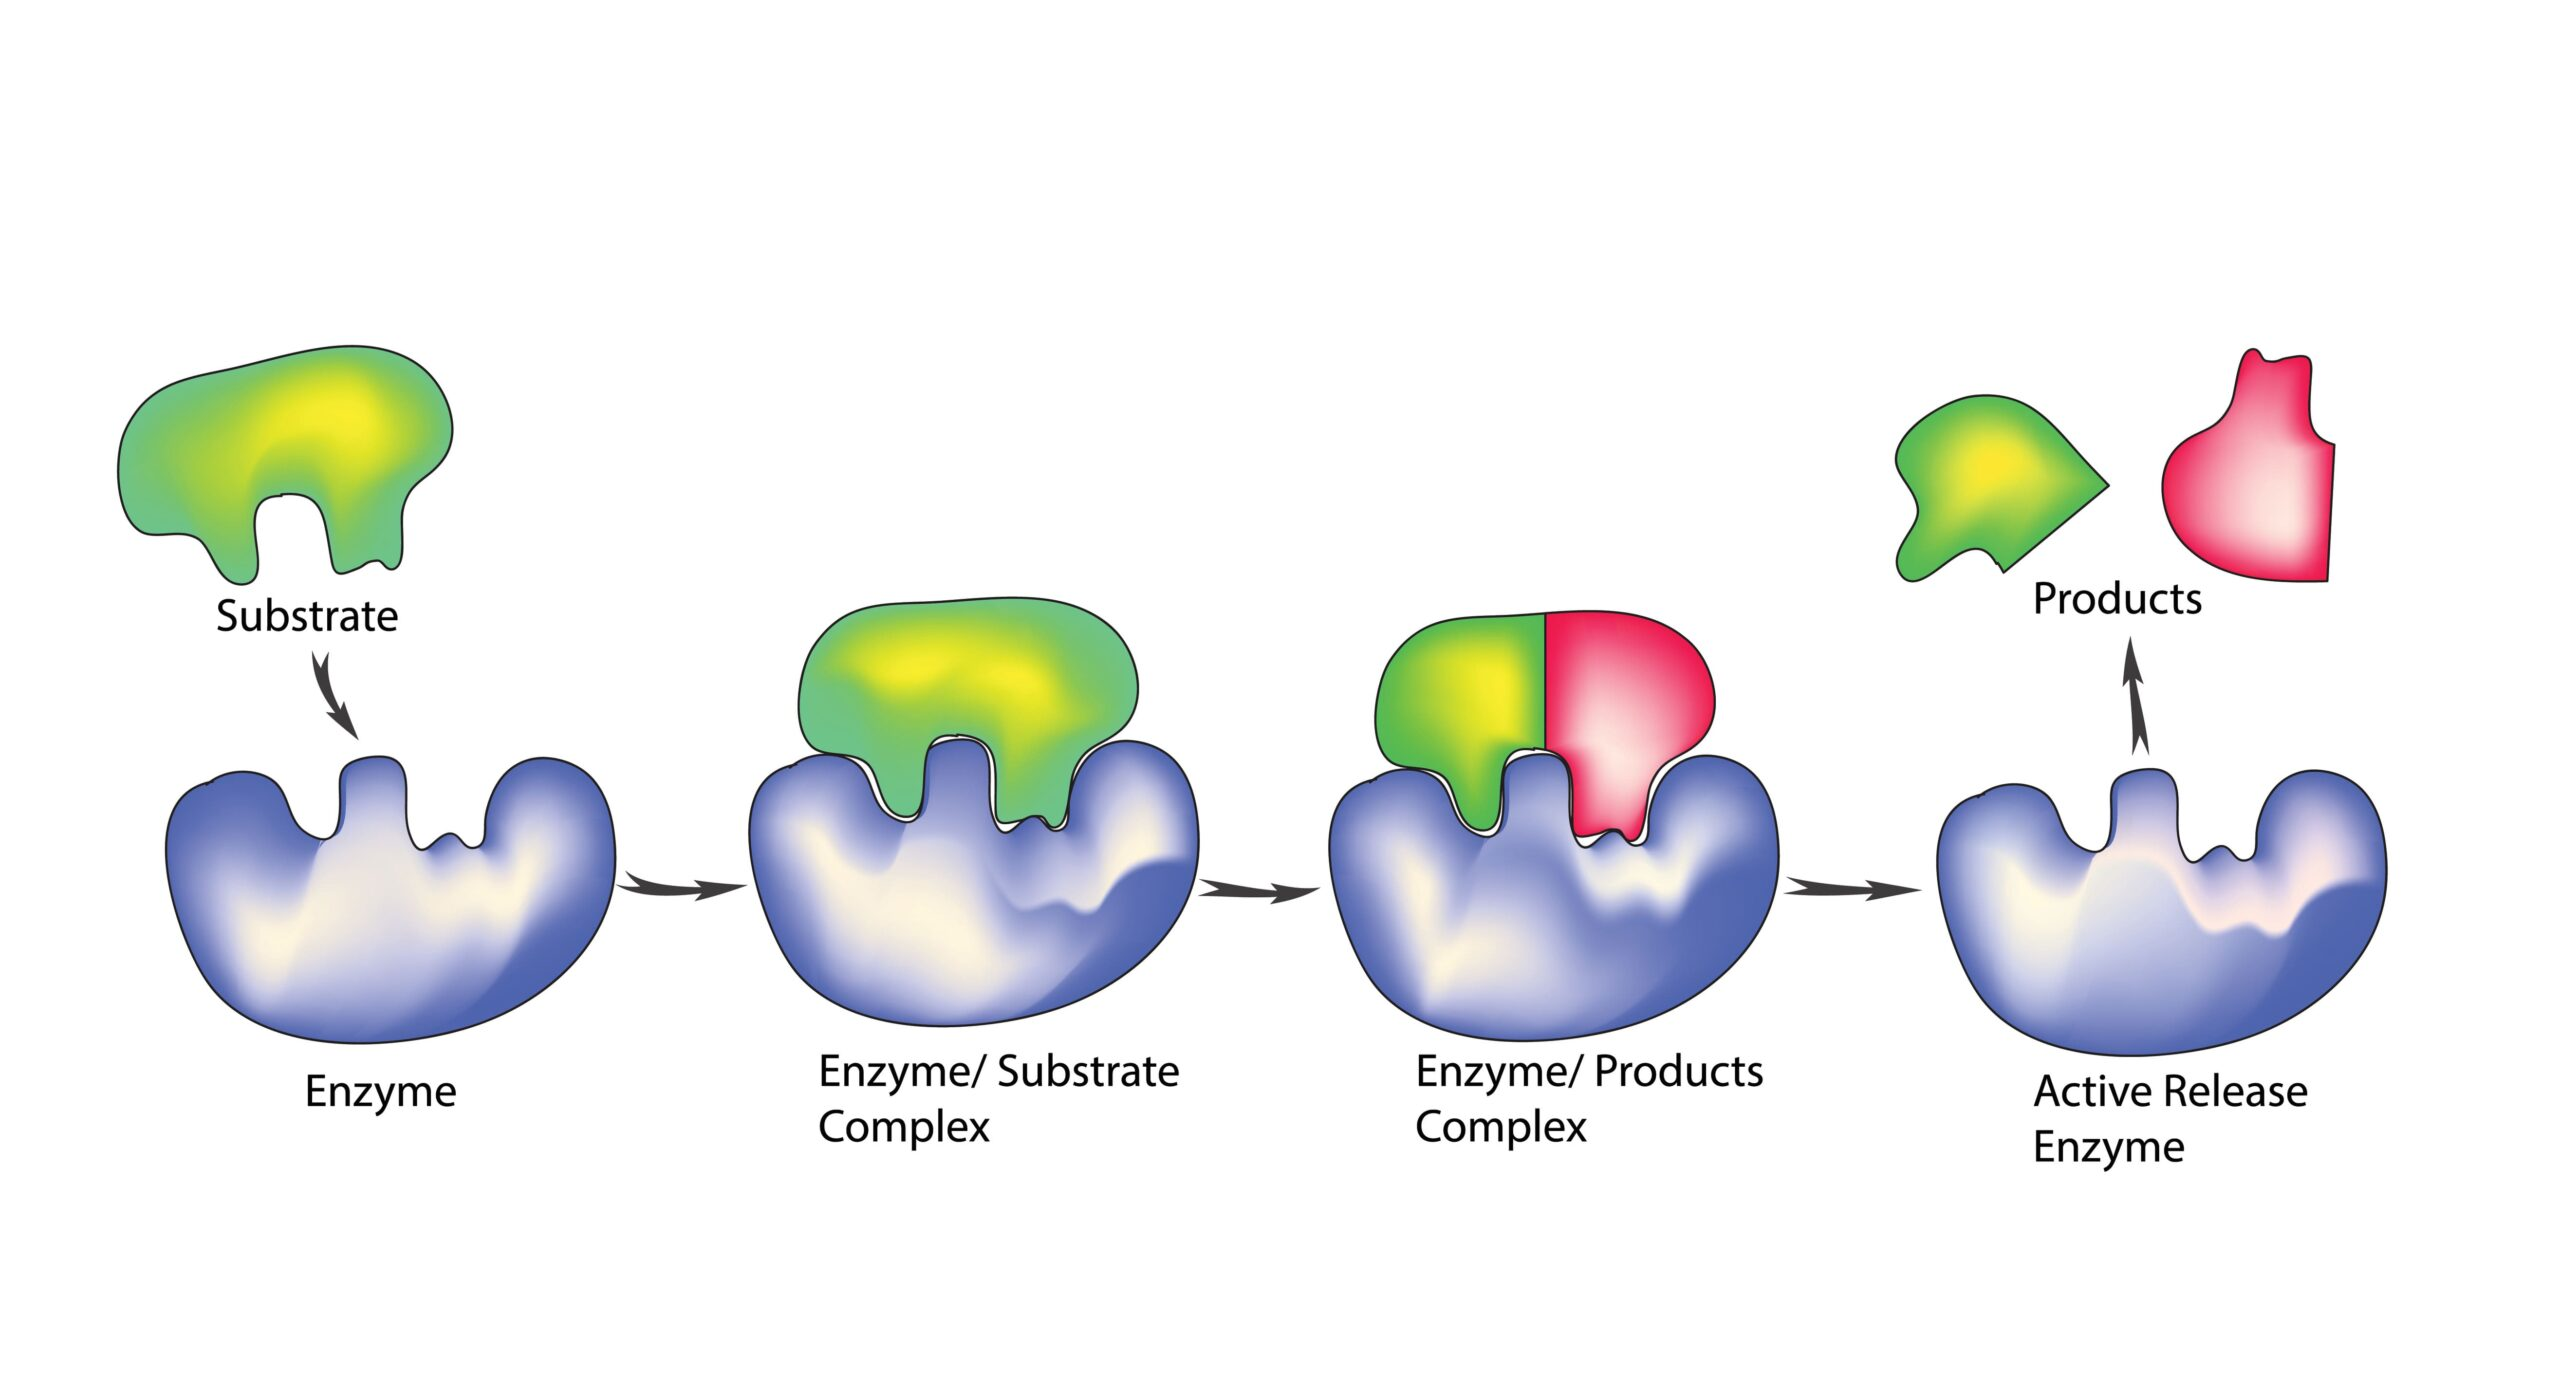 Substrate
Products
Enzyme
Enzyme/ Substrate
Complex
Enzyme/ Products
Complex
Active Release
Enzyme